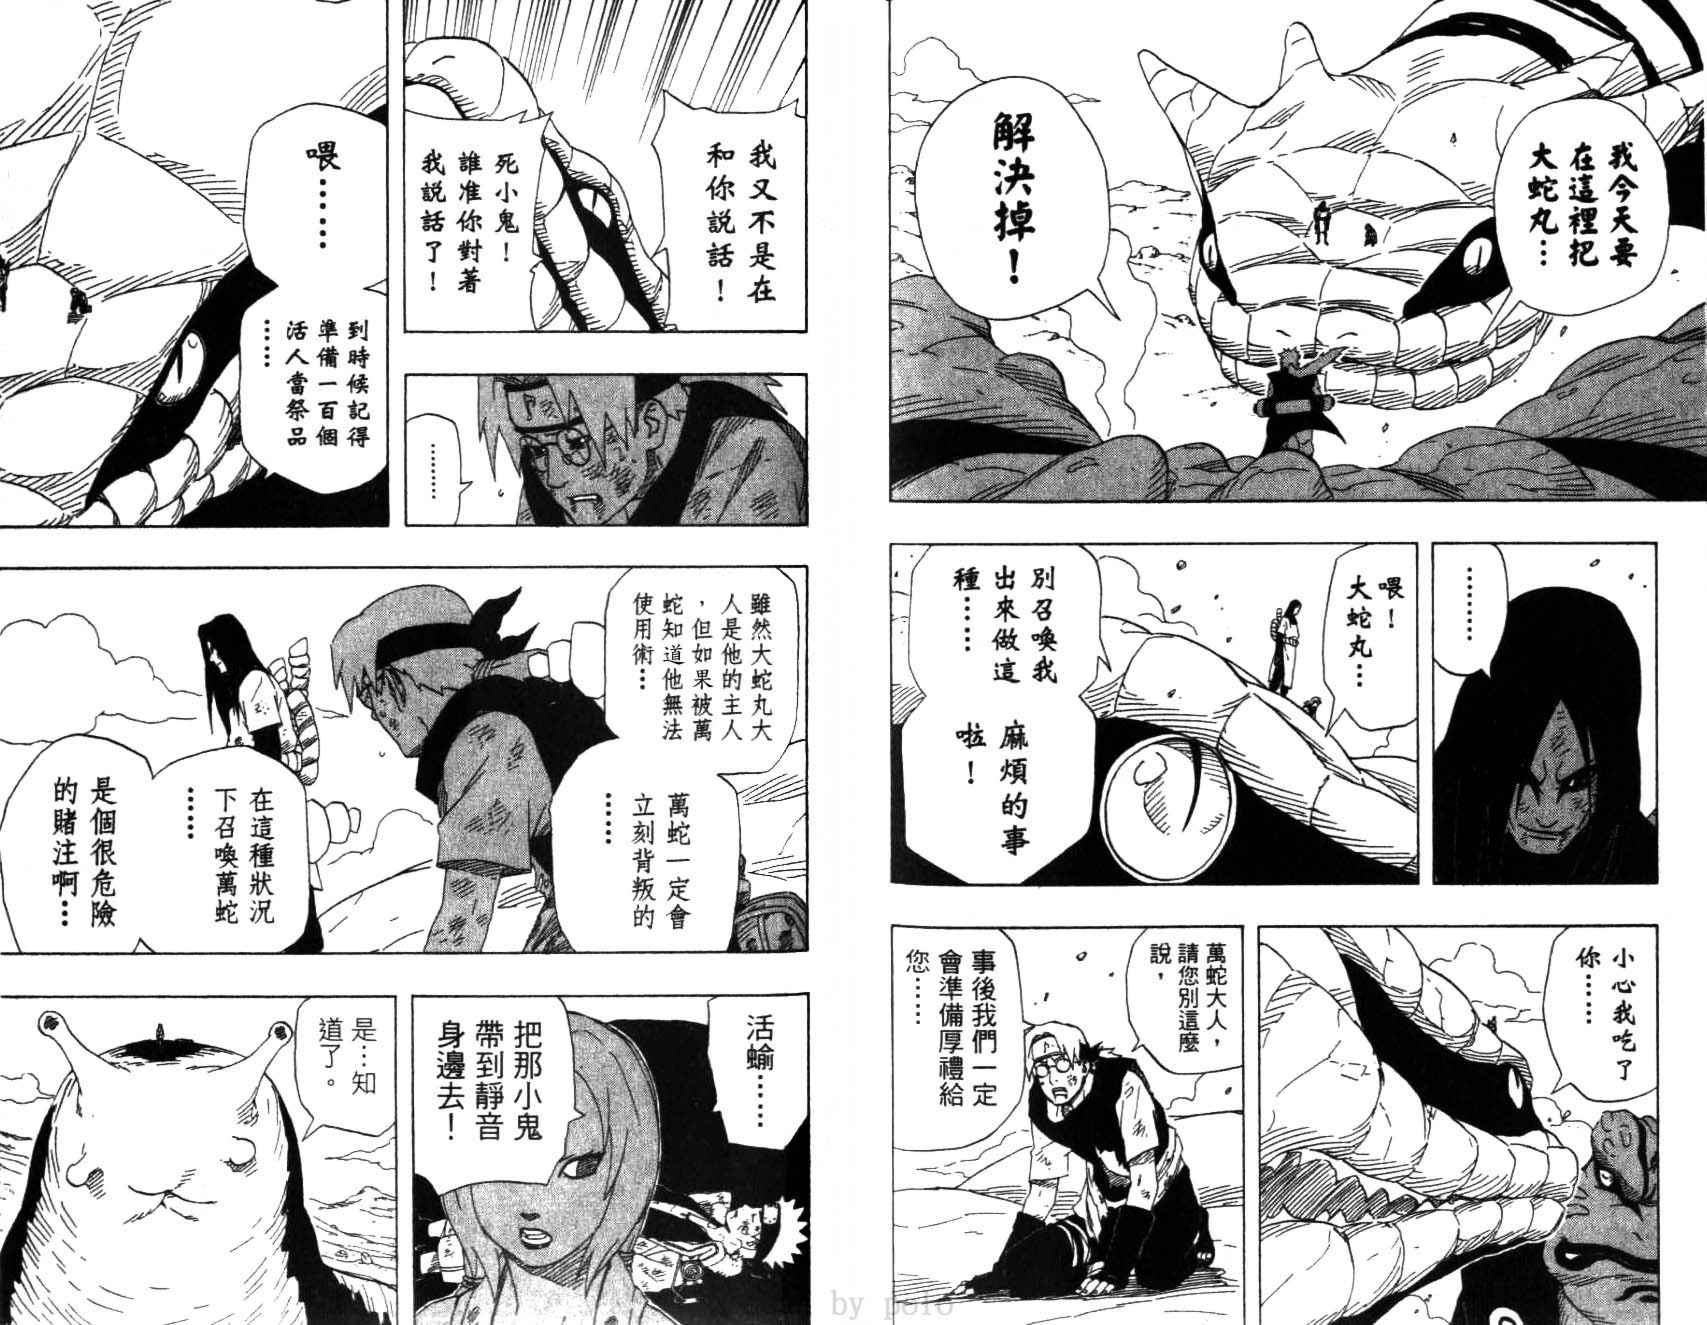 我今天要
在這裡把
大蛇丸…
解決掉！
………
喂！
大蛇丸…
別召喚我
出來做這
種……
麻煩的事
啦！
小心我吃了
你……
萬蛇大人，
請您別這麼
說，
事後我們一定
會準備厚禮給
您……
我又不是在
和你說話！
死小鬼！
誰准你對著
我說話了！
………
喂……
到時候記得
準備一百個
活人當祭品
……
雖然大蛇丸大
人是他的主人
，但如果被萬
蛇知道他無法
使用術…
萬蛇一定會
立刻背叛的
……
在這種狀況
下召喚萬蛇
……
是個很危險
的賭注啊…
活蝓……
把那小鬼
帶到靜音
身邊去！
是…知
道了。
by polo